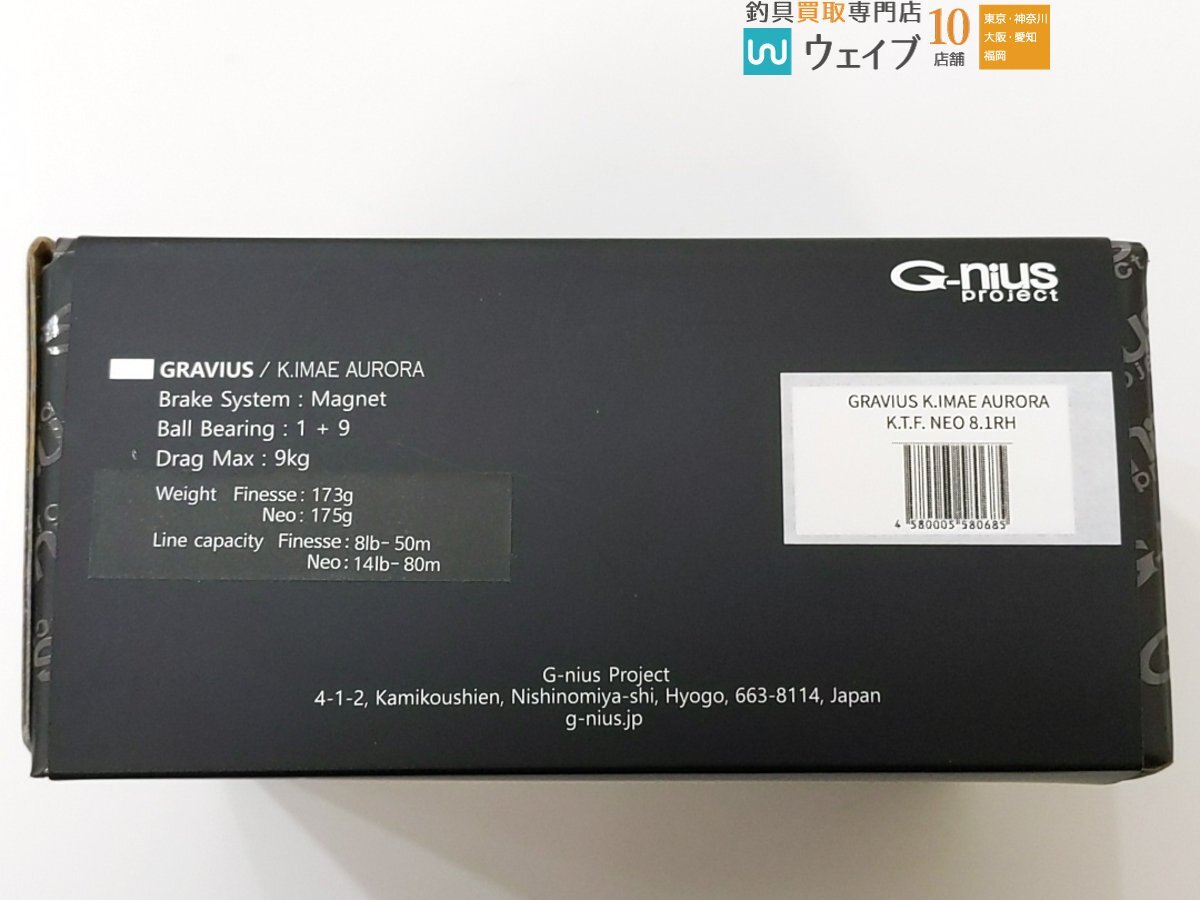 釣具買取専門店
ウェイブ
10
店舗
東京・神奈川
大阪・愛知
福岡
G-nius
project
GRAVIUS / K.IMAE AURORA
Brake System : Magnet
Ball Bearing : 1 + 9
Drag Max : 9kg
Weight Finesse : 173g
Neo : 175g
Line capacity Finesse : 8lb-50m
Neo : 14lb-80m
GRAVIUS K.IMAE AURORA
K.T.F. NEO 8.1RH
4 580005 580685
G-nius Project
4-1-2, Kamikoushien, Nishinomiya-shi, Hyogo, 663-8114, Japan
g-nius.jp